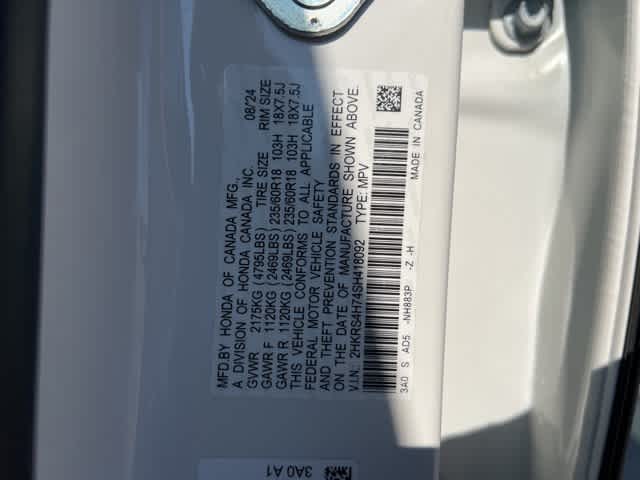 MFD.BY HONDA OF CANADA MFG.,
A DIVISION OF HONDA CANADA INC. 08/24
GVWR 2175KG (4795LBS) TIRE SIZE RIM SIZE
GAWR F 1120KG (2469LBS) 235/60R18 103H 18X7.5J
GAWR R 1120KG (2469LBS) 235/60R18 103H 18X7.5J
THIS VEHICLE CONFORMS TO ALL APPLICABLE
FEDERAL MOTOR VEHICLE SAFETY
AND THEFT PREVENTION STANDARDS IN EFFECT
ON THE DATE OF MANUFACTURE SHOWN ABOVE.
V.I.N.: 2HKRS4H74SH418092 TYPE: MPV
3A0 S AD5 -NH883P -Z -H
MADE IN CANADA
3A0 A1